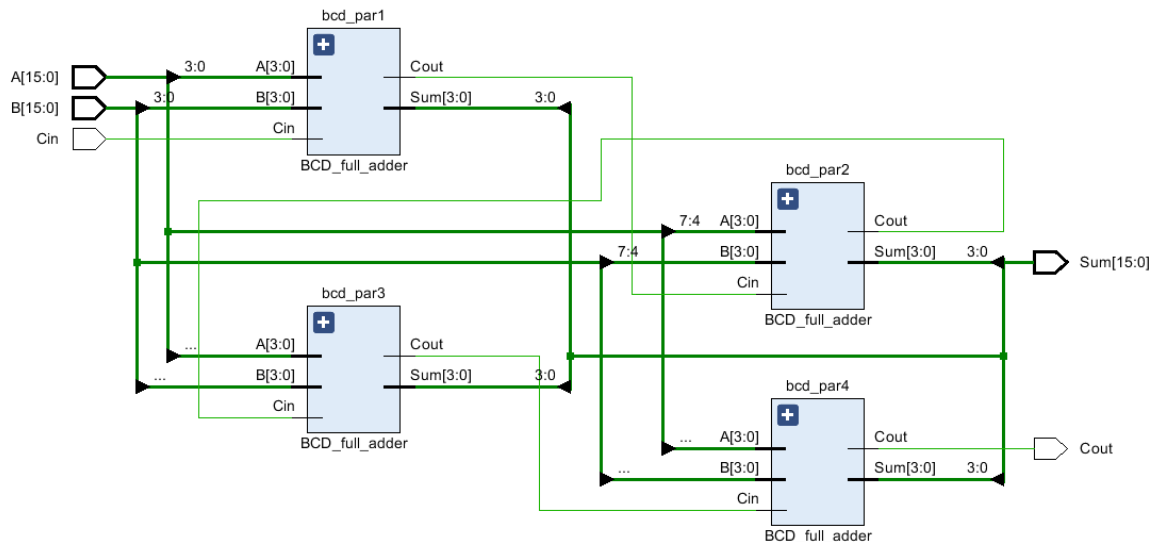 bcd_par1
3:0
A[3:0]
Cout
A[15:0]
3:0
B[3:0]
Sum[3:0]
3:0
B[15:0]
Cin
Cin
BCD_full_adder
bcd_par2
7:4
A[3:0]
Cout
7:4
B[3:0]
Sum[3:0]
3:0
Sum[15:0]
Cin
BCD_full_adder
bcd_par3
...
A[3:0]
Cout
...
B[3:0]
Sum[3:0]
3:0
Cin
BCD_full_adder
bcd_par4
...
A[3:0]
Cout
Cout
...
B[3:0]
Sum[3:0]
3:0
Cin
BCD_full_adder